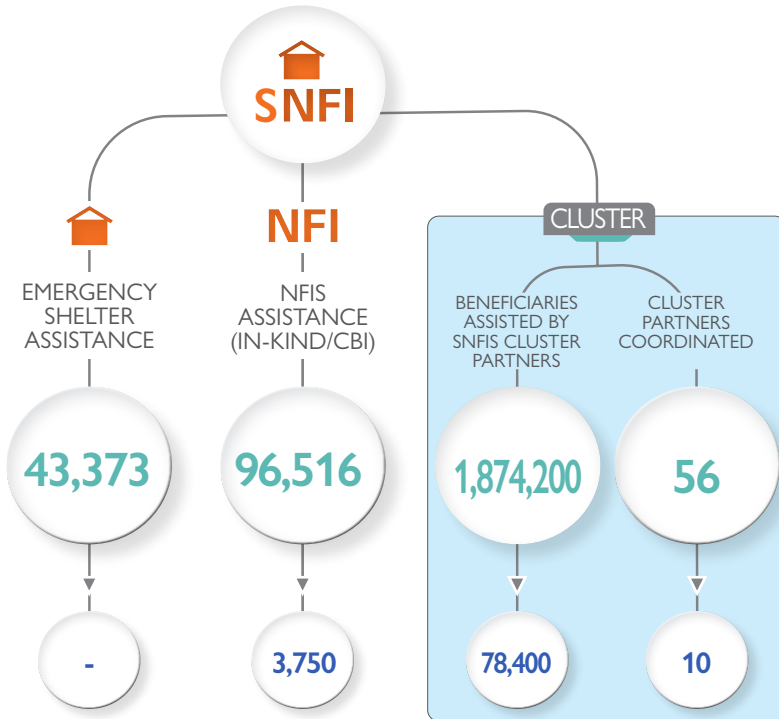 SNFI
NFI
CLUSTER
EMERGENCY
SHELTER
ASSISTANCE
NFIS
ASSISTANCE
(IN-KIND/CBI)
BENEFICIARIES
ASSISTED BY
SNFIS CLUSTER
PARTNERS
CLUSTER
PARTNERS
COORDINATED
43,373
96,516
1,874,200
56
-
3,750
78,400
10